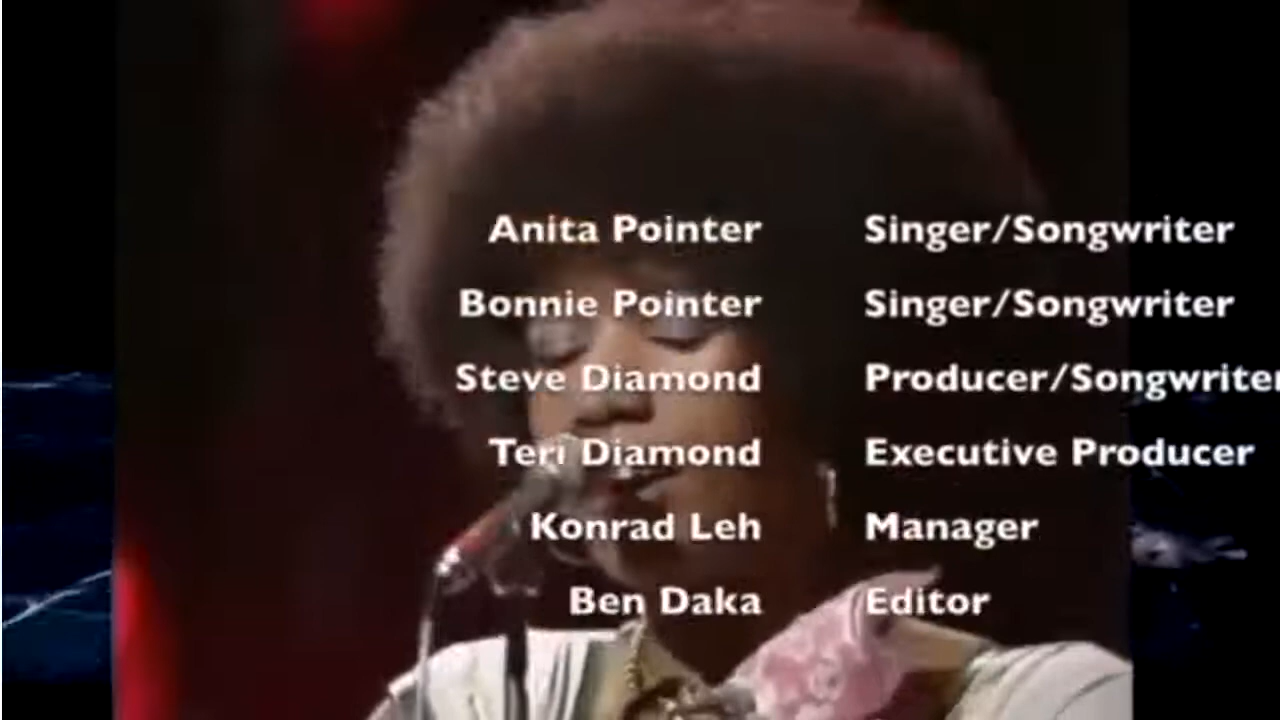 Anita Pointer Singer/Songwriter
Bonnie Pointer Singer/Songwriter
Steve Diamond Producer/Songwriter
Teri Diamond Executive Producer
Konrad Leh Manager
Ben Daka Editor